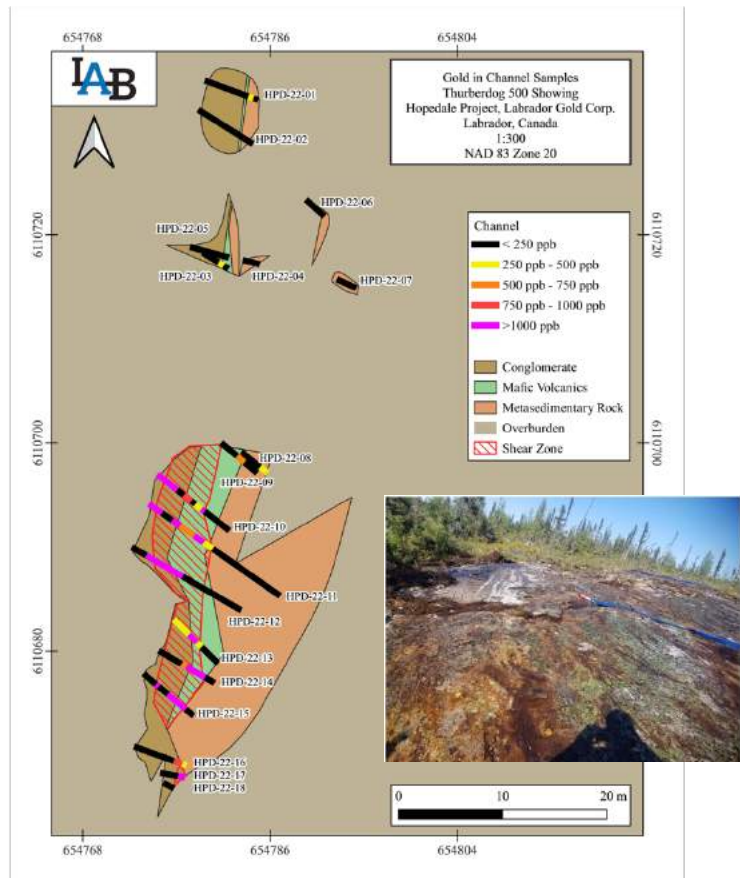 654768
654786
654804
IAB
Gold in Channel Samples
Thurberdog 500 Showing
Hopedale Project, Labrador Gold Corp.
Labrador, Canada
1:300
NAD 83 Zone 20
HPD-22-01
HPD-22-02
HPD-22-06
HPD-22-05
6110720
6110720
HPD-22-03
HPD-22-04
HPD-22-07
Channel
< 250 ppb
250 ppb - 500 ppb
500 ppb - 750 ppb
750 ppb - 1000 ppb
>1000 ppb
Conglomerate
Mafic Volcanics
Metasedimentary Rock
Overburden
Shear Zone
6110700
6110700
HPD-22-08
HPD-22-09
HPD-22-10
HPD-22-11
HPD-22-12
6110680
HPD-22-13
HPD-22-14
HPD-22-15
HPD-22-16
HPD-22-17
HPD-22-18
0 10 20 m
654768
654786
654804